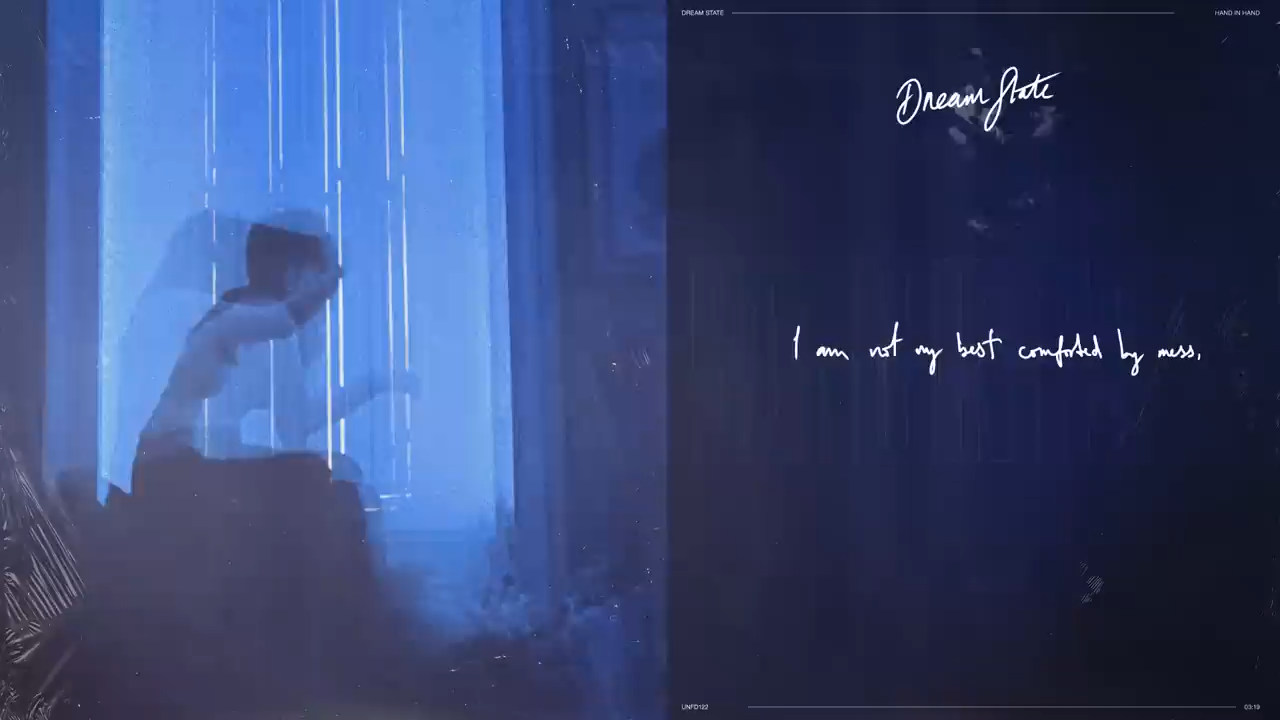 DREAM STATE
HAND IN HAND
Dream State
I am not my best comforted by mess,
UNFD122
03:19